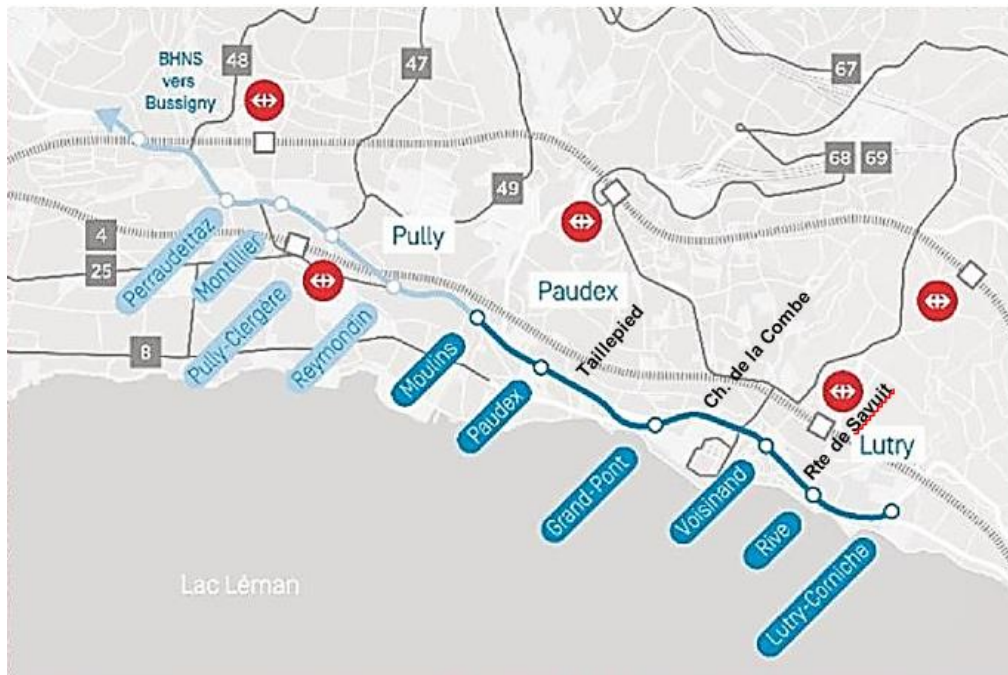 BHNS
vers
Bussigny
48
47
67
68
69
49
4
25
8
Pully
Paudex
Lutry
Perraudettaz
Montillier
Pully-Clergère
Reymondin
Moulins
Paudex
Taillepied
Grand-Pont
Ch. de la Combe
Voisinand
Rte de Savuit
Rive
Lutry-Corniche
Lac Léman